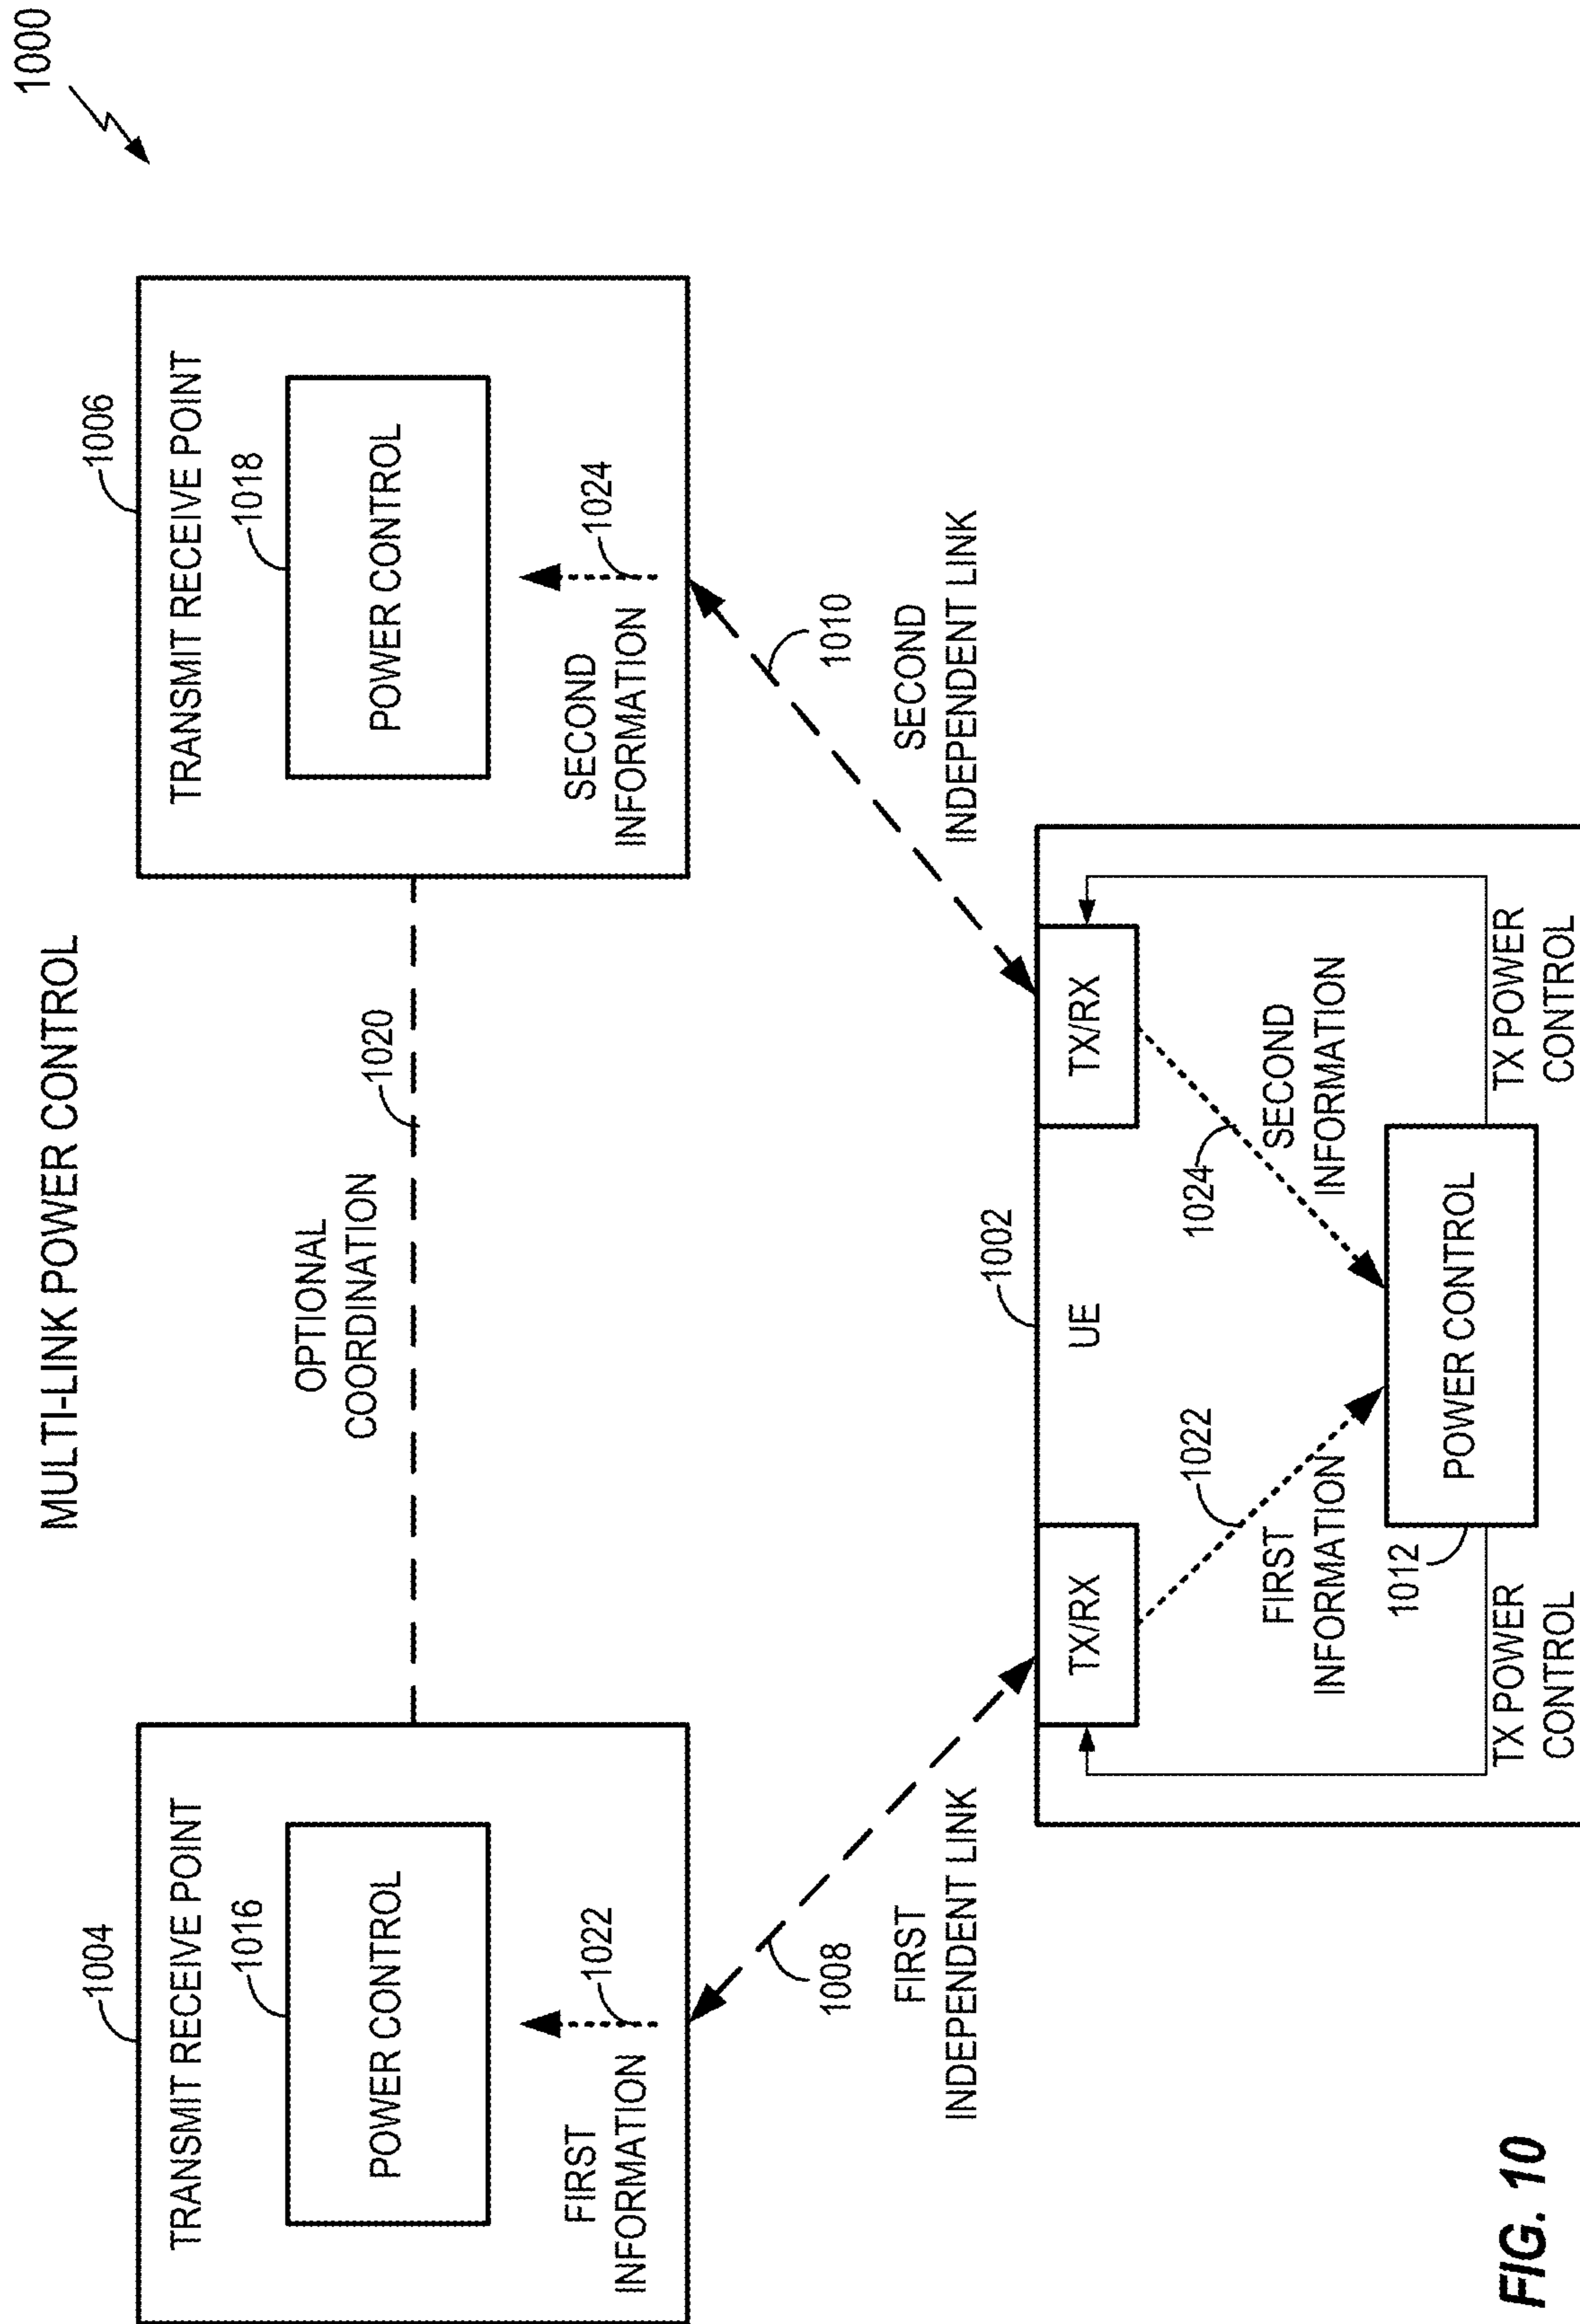 MULTI-LINK POWER CONTROL
1000
1004
TRANSMIT RECEIVE POINT
1016
POWER CONTROL
FIRST
INFORMATION
1022
OPTIONAL
COORDINATION
1020
1006
TRANSMIT RECEIVE POINT
1018
POWER CONTROL
SECOND
INFORMATION
1024
1008
FIRST
INDEPENDENT LINK
1010
SECOND
INDEPENDENT LINK
1002
UE
TX/RX
TX/RX
1022
FIRST
INFORMATION
1024
SECOND
INFORMATION
1012
POWER CONTROL
TX POWER
CONTROL
TX POWER
CONTROL
FIG. 10